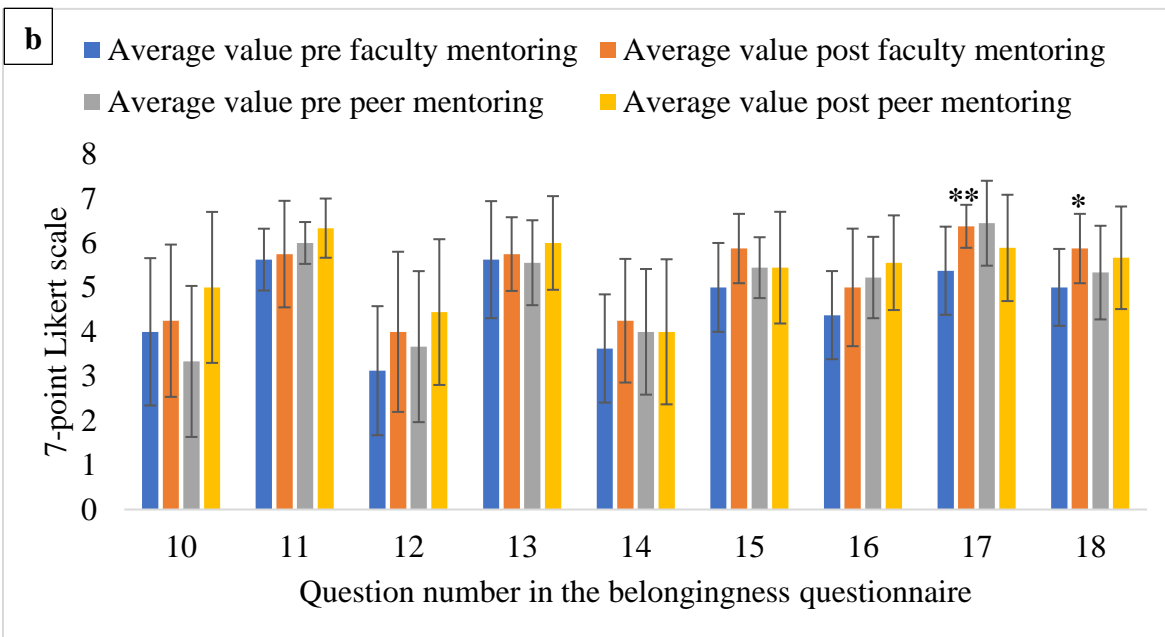 b
Average value pre faculty mentoring
Average value post faculty mentoring
Average value pre peer mentoring
Average value post peer mentoring
7-point Likert scale
8
7
6
5
4
3
2
1
0
**
*
10 11 12 13 14 15 16 17 18
Question number in the belongingness questionnaire